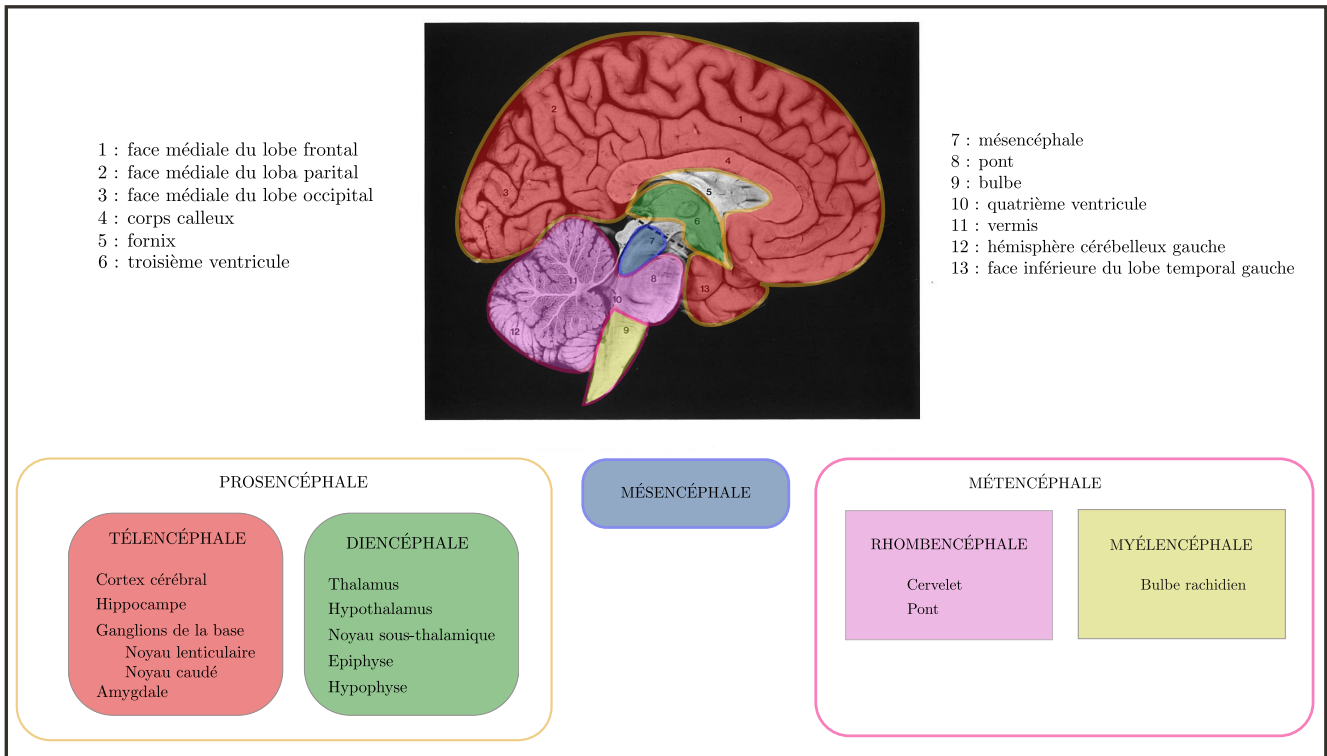 1 : face médiale du lobe frontal
2 : face médiale du loba parital
3 : face médiale du lobe occipital
4 : corps calleux
5 : fornix
6 : troisième ventricule
2
1
3
4
5
6
7
8
11
10
13
12
9
7 : mésencéphale
8 : pont
9 : bulbe
10 : quatrième ventricule
11 : vermis
12 : hémisphère cérébelleux gauche
13 : face inférieure du lobe temporal gauche
PROSENCÉPHALE
TÉLENCÉPHALE
Cortex cérébral
Hippocampe
Ganglions de la base
Noyau lenticulaire
Noyau caudé
Amygdale
DIENCÉPHALE
Thalamus
Hypothalamus
Noyau sous-thalamique
Epiphyse
Hypophyse
MÉSENCÉPHALE
MÉTENCÉPHALE
RHOMBENCÉPHALE
Cervelet
Pont
MYÉLENCÉPHALE
Bulbe rachidien